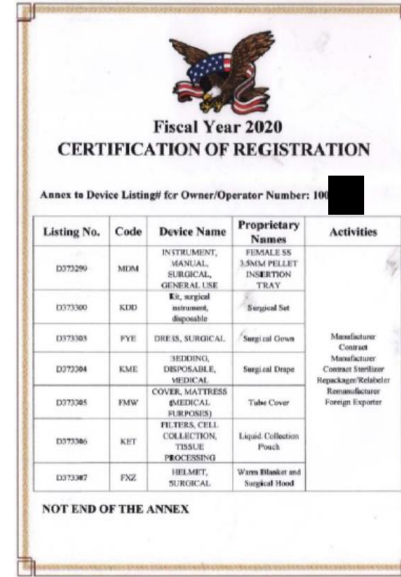 Fiscal Year 2020
CERTIFICATION OF REGISTRATION
Annex to Device Listing# for Owner/Operator Number: 100
Listing No.
Code
Device Name
Proprietary
Names
Activities
D373299
MDM
INSTRUMENT,
MANUAL,
SURGICAL,
GENERAL USE
FEMALE SS
3.5MM PELLET
INSERTION
TRAY
D373300
KDD
Kit, surgical
instrument,
disposable
Surgical Set
D373303
FYE
DRESS, SURGICAL
Surgical Gown
D373304
KME
BEDDING,
DISPOSABLE,
MEDICAL
Surgical Drape
D373305
FMW
COVER, MATTRESS
(MEDICAL
PURPOSES)
Tube Cover
D373306
KET
FILTERS, CELL
COLLECTION,
TISSUE
PROCESSING
Liquid Collection
Pouch
D373307
FXZ
HELMET,
SURGICAL
Warm Blanket and
Surgical Hood
Manufacturer
Contract
Manufacturer
Contract Sterilizer
Repackager/Relabeler
Remanufacturer
Foreign Exporter
NOT END OF THE ANNEX